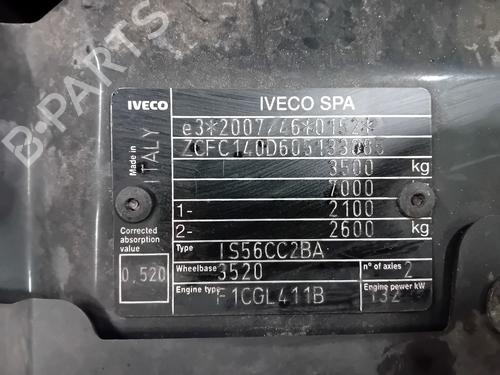 B-PARTS
IVECO
IVECO SPA
Made in ITALY
e3*2007/46*0152*
ZCFC140D605133086
3500 kg
7000
1- 2100
2- 2600 kg
Corrected absorption value
0.520
Type IS56CC2BA
Wheelbase 3520 n° of axles 2
Engine type F1CGL411B Engine power kW 132